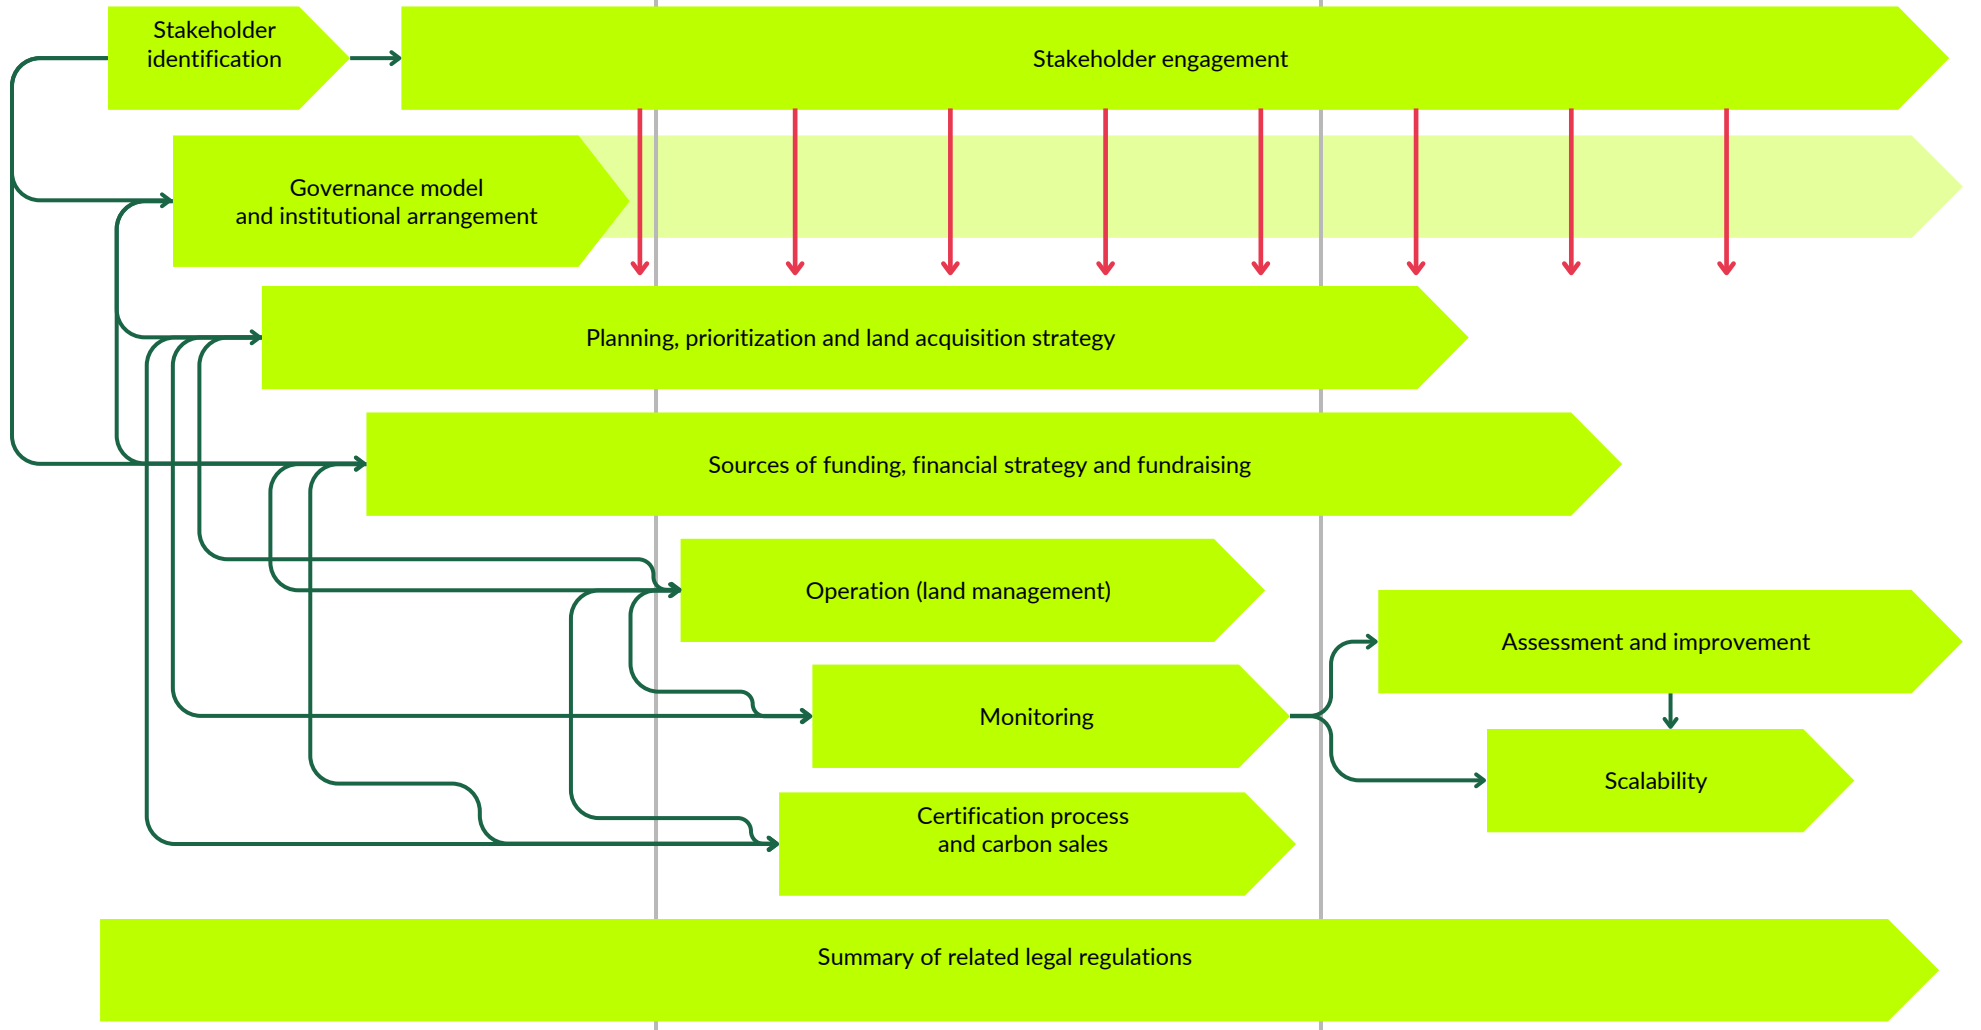 Stakeholder
identification
Stakeholder engagement
Governance model
and institutional arrangement
Planning, prioritization and land acquisition strategy
Sources of funding, financial strategy and fundraising
Operation (land management)
Assessment and improvement
Monitoring
Scalability
Certification process
and carbon sales
Summary of related legal regulations